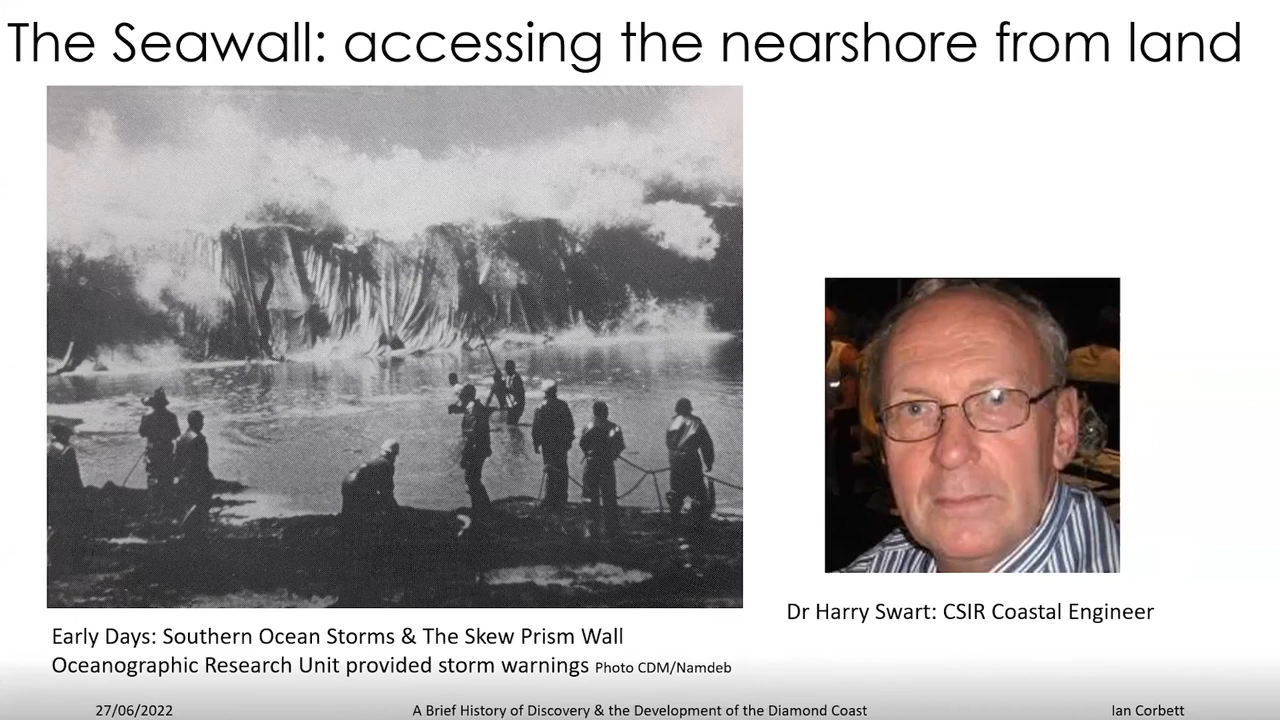 The Seawall: accessing the nearshore from land
Dr Harry Swart: CSIR Coastal Engineer
Early Days: Southern Ocean Storms & The Skew Prism Wall
Oceanographic Research Unit provided storm warnings Photo CDM/Namdeb
27/06/2022 A Brief History of Discovery & the Development of the Diamond Coast Ian Corbett